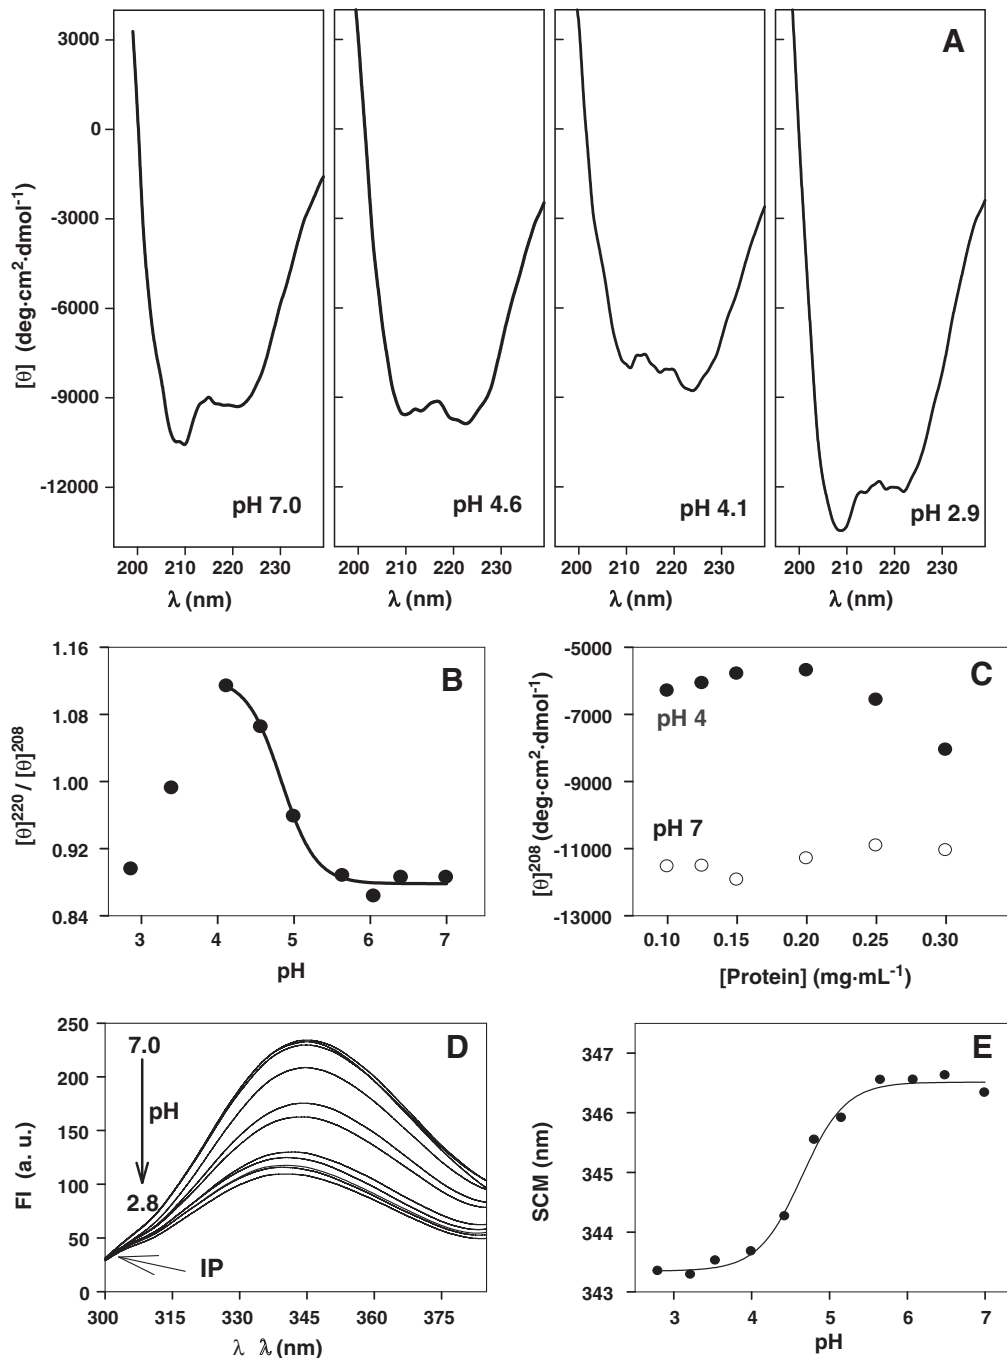 A
3000
0
-3000
-6000
-9000
-12000
[θ] (deg·cm²·dmol⁻¹)
pH 7.0
pH 4.6
pH 4.1
pH 2.9
200 210 220 230
200 210 220 230
200 210 220 230
200 210 220 230
λ (nm)
λ (nm)
λ (nm)
λ (nm)
B
1.16
1.08
1.00
0.92
0.84
[θ]²²⁰ / [θ]²⁰⁸
3 4 5 6 7
pH
C
-5000
-7000
-9000
-11000
-13000
[θ]²⁰⁸ (deg·cm²·dmol⁻¹)
pH 4
pH 7
0.10 0.15 0.20 0.25 0.30
[Protein] (mg·mL⁻¹)
D
250
200
150
100
50
0
FI (a. u.)
7.0
pH
2.8
IP
300 315 330 345 360 375
λ λ (nm)
E
347
346
345
344
343
SCM (nm)
3 4 5 6 7
pH